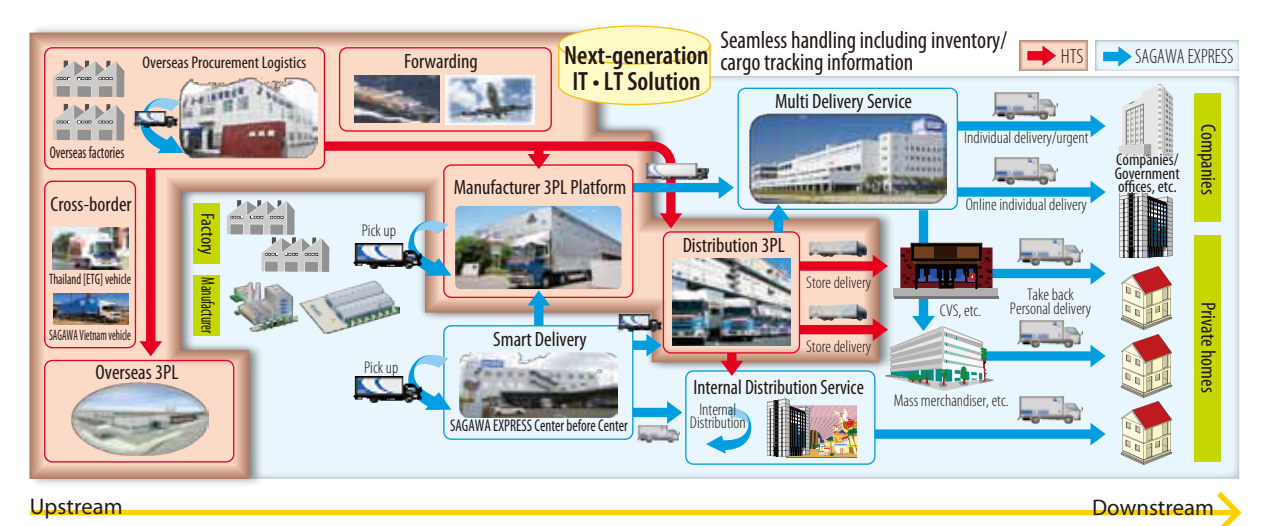 Next-generation
IT・LT Solution
Seamless handling including inventory/
cargo tracking information
HTS
SAGAWA EXPRESS
Overseas Procurement Logistics
Overseas factories
Forwarding
Multi Delivery Service
Individual delivery/urgent
Online individual delivery
Companies/
Government
offices, etc.
Companies
Cross-border
Thailand [ETG] vehicle
SAGAWA Vietnam vehicle
Factory
Manufacturer
Pick up
Manufacturer 3PL Platform
Distribution 3PL
Store delivery
Store delivery
CVS, etc.
Take back
Personal delivery
Private homes
Overseas 3PL
Pick up
Smart Delivery
SAGAWA EXPRESS Center before Center
Internal Distribution Service
Internal
Distribution
Mass merchandiser, etc.
Upstream
Downstream